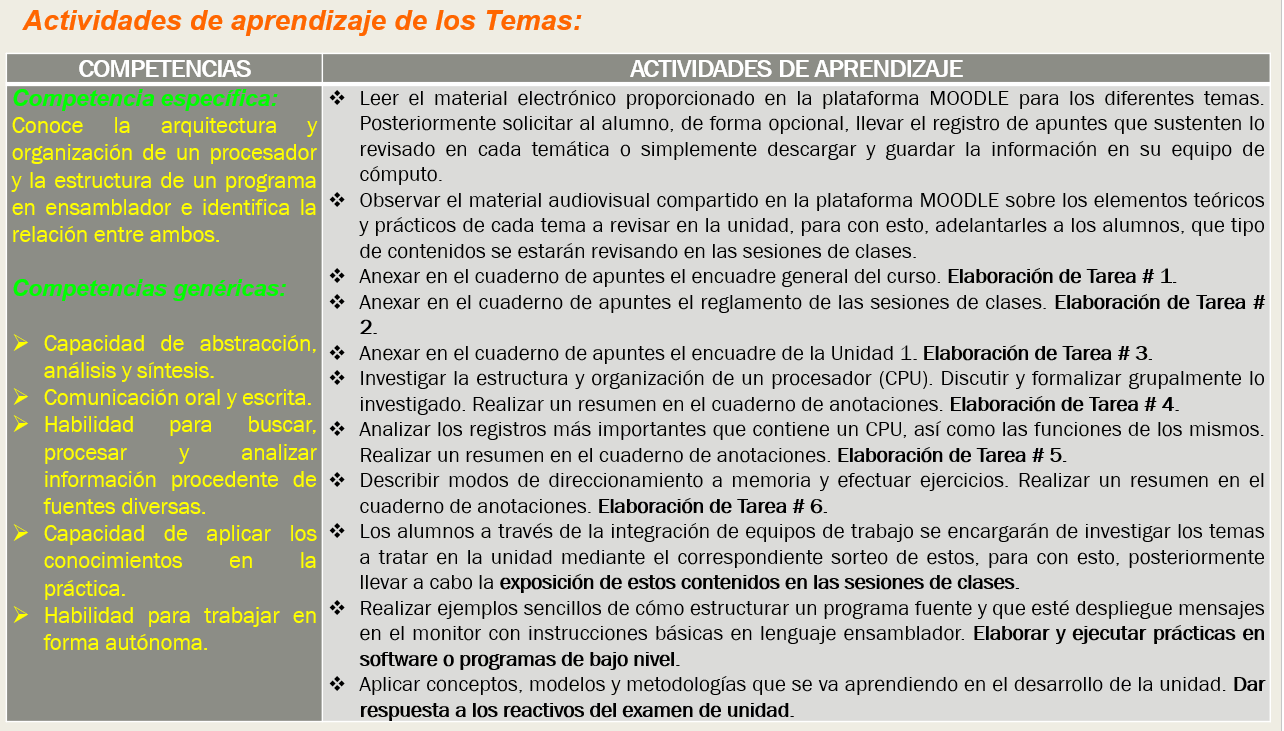 Actividades de aprendizaje de los Temas:
COMPETENCIAS
ACTIVIDADES DE APRENDIZAJE
Competencia específica:
Conoce la arquitectura y
organización de un procesador
y la estructura de un programa
en ensamblador e identifica la
relación entre ambos.
Competencias genéricas:
Capacidad de abstracción,
análisis y síntesis.
Comunicación oral y escrita.
Habilidad para buscar,
procesar y analizar
información procedente de
fuentes diversas.
Capacidad de aplicar los
conocimientos en la
práctica.
Habilidad para trabajar en
forma autónoma.
Leer el material electrónico proporcionado en la plataforma MOODLE para los diferentes temas.
Posteriormente solicitar al alumno, de forma opcional, llevar el registro de apuntes que sustenten lo
revisado en cada temática o simplemente descargar y guardar la información en su equipo de
cómputo.
Observar el material audiovisual compartido en la plataforma MOODLE sobre los elementos teóricos
y prácticos de cada tema a revisar en la unidad, para con esto, adelantarles a los alumnos, que tipo
de contenidos se estarán revisando en las sesiones de clases.
Anexar en el cuaderno de apuntes el encuadre general del curso. Elaboración de Tarea # 1.
Anexar en el cuaderno de apuntes el reglamento de las sesiones de clases. Elaboración de Tarea #
2.
Anexar en el cuaderno de apuntes el encuadre de la Unidad 1. Elaboración de Tarea # 3.
Investigar la estructura y organización de un procesador (CPU). Discutir y formalizar grupalmente lo
investigado. Realizar un resumen en el cuaderno de anotaciones. Elaboración de Tarea # 4.
Analizar los registros más importantes que contiene un CPU, así como las funciones de los mismos.
Realizar un resumen en el cuaderno de anotaciones. Elaboración de Tarea # 5.
Describir modos de direccionamiento a memoria y efectuar ejercicios. Realizar un resumen en el
cuaderno de anotaciones. Elaboración de Tarea # 6.
Los alumnos a través de la integración de equipos de trabajo se encargarán de investigar los temas
a tratar en la unidad mediante el correspondiente sorteo de estos, para con esto, posteriormente
llevar a cabo la exposición de estos contenidos en las sesiones de clases.
Realizar ejemplos sencillos de cómo estructurar un programa fuente y que esté despliegue mensajes
en el monitor con instrucciones básicas en lenguaje ensamblador. Elaborar y ejecutar prácticas en
software o programas de bajo nivel.
Aplicar conceptos, modelos y metodologías que se va aprendiendo en el desarrollo de la unidad. Dar
respuesta a los reactivos del examen de unidad.